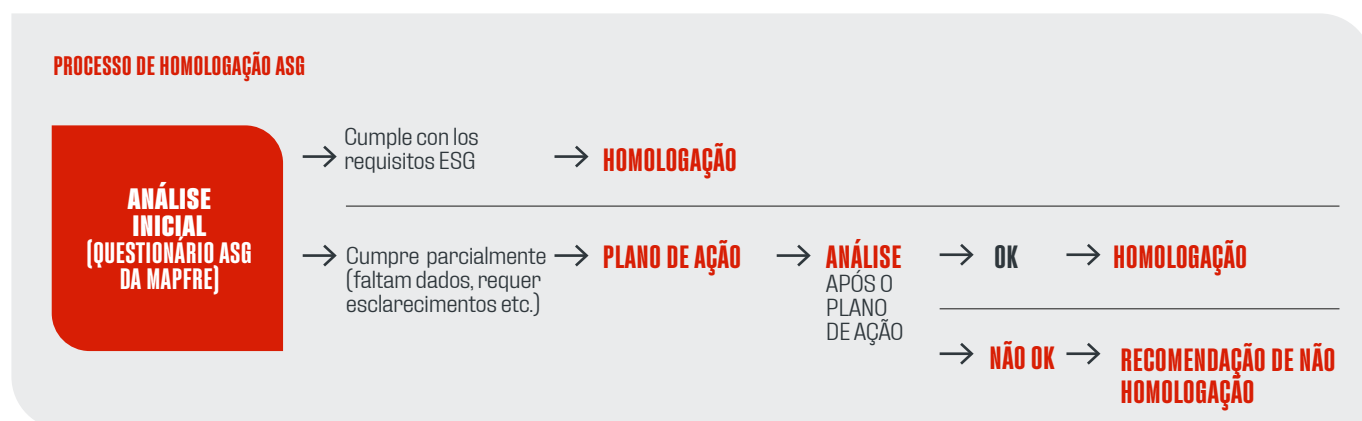 PROCESSO DE HOMOLOGAÇÃO ASG
ANÁLISE
INICIAL
(QUESTIONÁRIO ASG
DA MAPFRE)
Cumple con los
requisitos ESG
HOMOLOGAÇÃO
Cumpre parcialmente
(faltam dados, requer
esclarecimentos etc.)
PLANO DE AÇÃO
ANÁLISE
APÓS O
PLANO
DE AÇÃO
OK
HOMOLOGAÇÃO
NÃO OK
RECOMENDAÇÃO DE NÃO
HOMOLOGAÇÃO